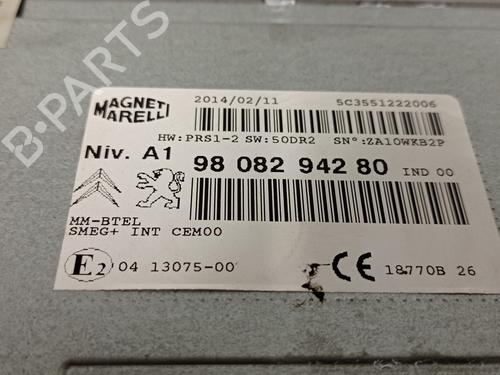 MAGNETI
MARELLI
2014/02/11
5C3551222006
HW:PRS1-2 SW:50DR2 SN°:ZA10WKB2P
Niv. A1 98 082 942 80 IND 00
MM-BTEL
SMEG+ INT CEM00
E2 04 13075-00
CE 18770B 26
B-PARTS